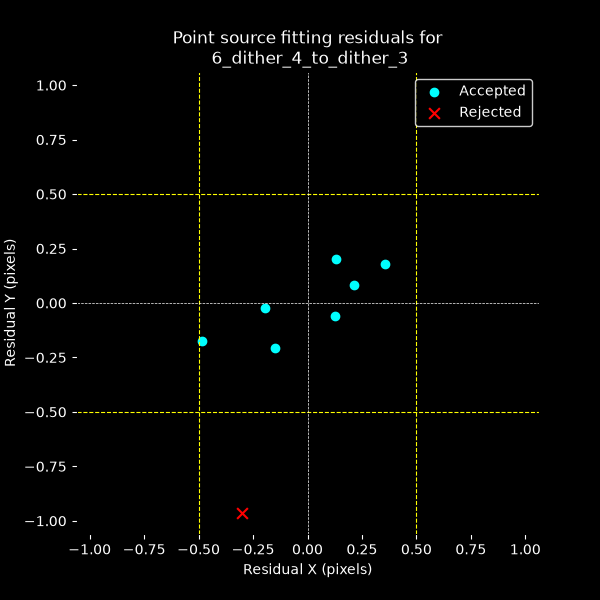 Point source fitting residuals for
6_dither_4_to_dither_3
Accepted
Rejected
1.00
0.75
0.50
0.25
0.00
−0.25
−0.50
−0.75
−1.00
Residual Y (pixels)
−1.00 −0.75 −0.50 −0.25 0.00 0.25 0.50 0.75 1.00
Residual X (pixels)